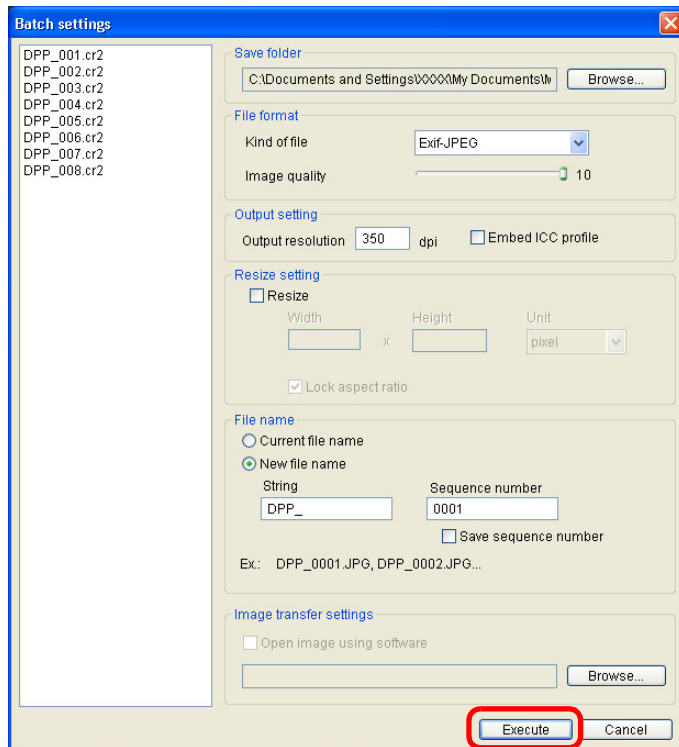 Batch settings
DPP_001.cr2
DPP_002.cr2
DPP_003.cr2
DPP_004.cr2
DPP_005.cr2
DPP_006.cr2
DPP_007.cr2
DPP_008.cr2
Save folder
C:\Documents and Settings\XXXX\My Documents\M
Browse...
File format
Kind of file Exif-JPEG
Image quality 10
Output setting
Output resolution 350 dpi Embed ICC profile
Resize setting
Resize
Width Height Unit
x pixel
Lock aspect ratio
File name
Current file name
New file name
String Sequence number
DPP_ 0001
Save sequence number
Ex.: DPP_0001.JPG, DPP_0002.JPG...
Image transfer settings
Open image using software
Browse...
Execute Cancel